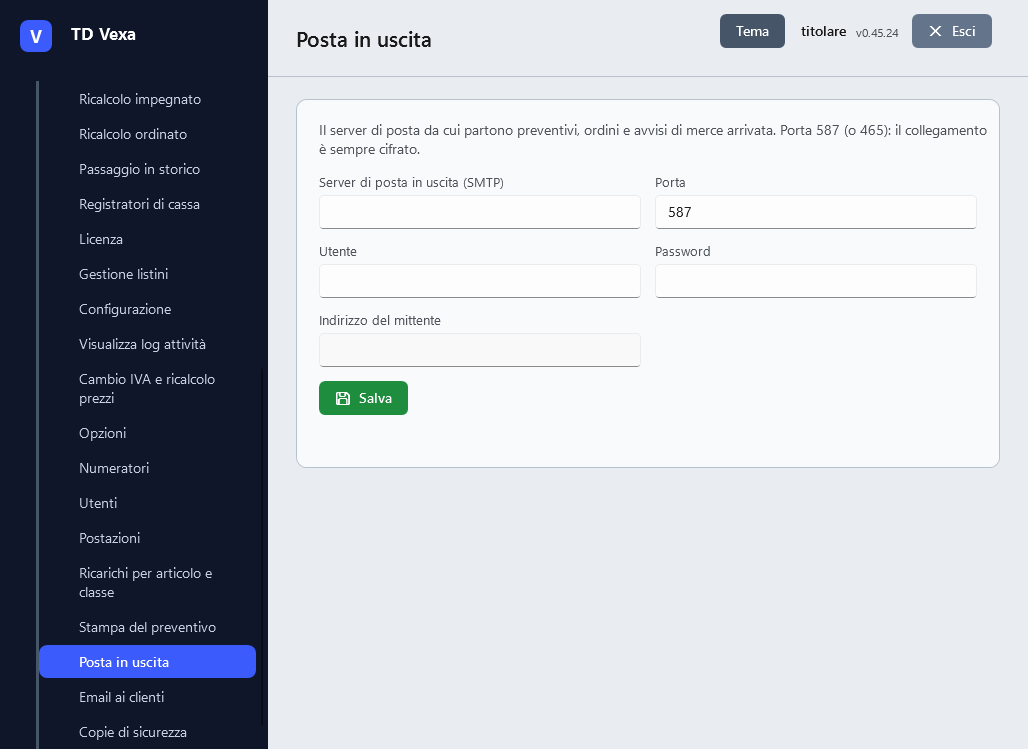 V
TD Vexa
Ricalcolo impegnato
Ricalcolo ordinato
Passaggio in storico
Registratori di cassa
Licenza
Gestione listini
Configurazione
Visualizza log attività
Cambio IVA e ricalcolo
prezzi
Opzioni
Numeratori
Utenti
Postazioni
Ricarichi per articolo e
classe
Stampa del preventivo
Posta in uscita
Email ai clienti
Copie di sicurezza
Posta in uscita
Tema
titolare v0.45.24
Esci
Il server di posta da cui partono preventivi, ordini e avvisi di merce arrivata. Porta 587 (o 465): il collegamento
è sempre cifrato.
Server di posta in uscita (SMTP)
Porta
587
Utente
Password
Indirizzo del mittente
Salva